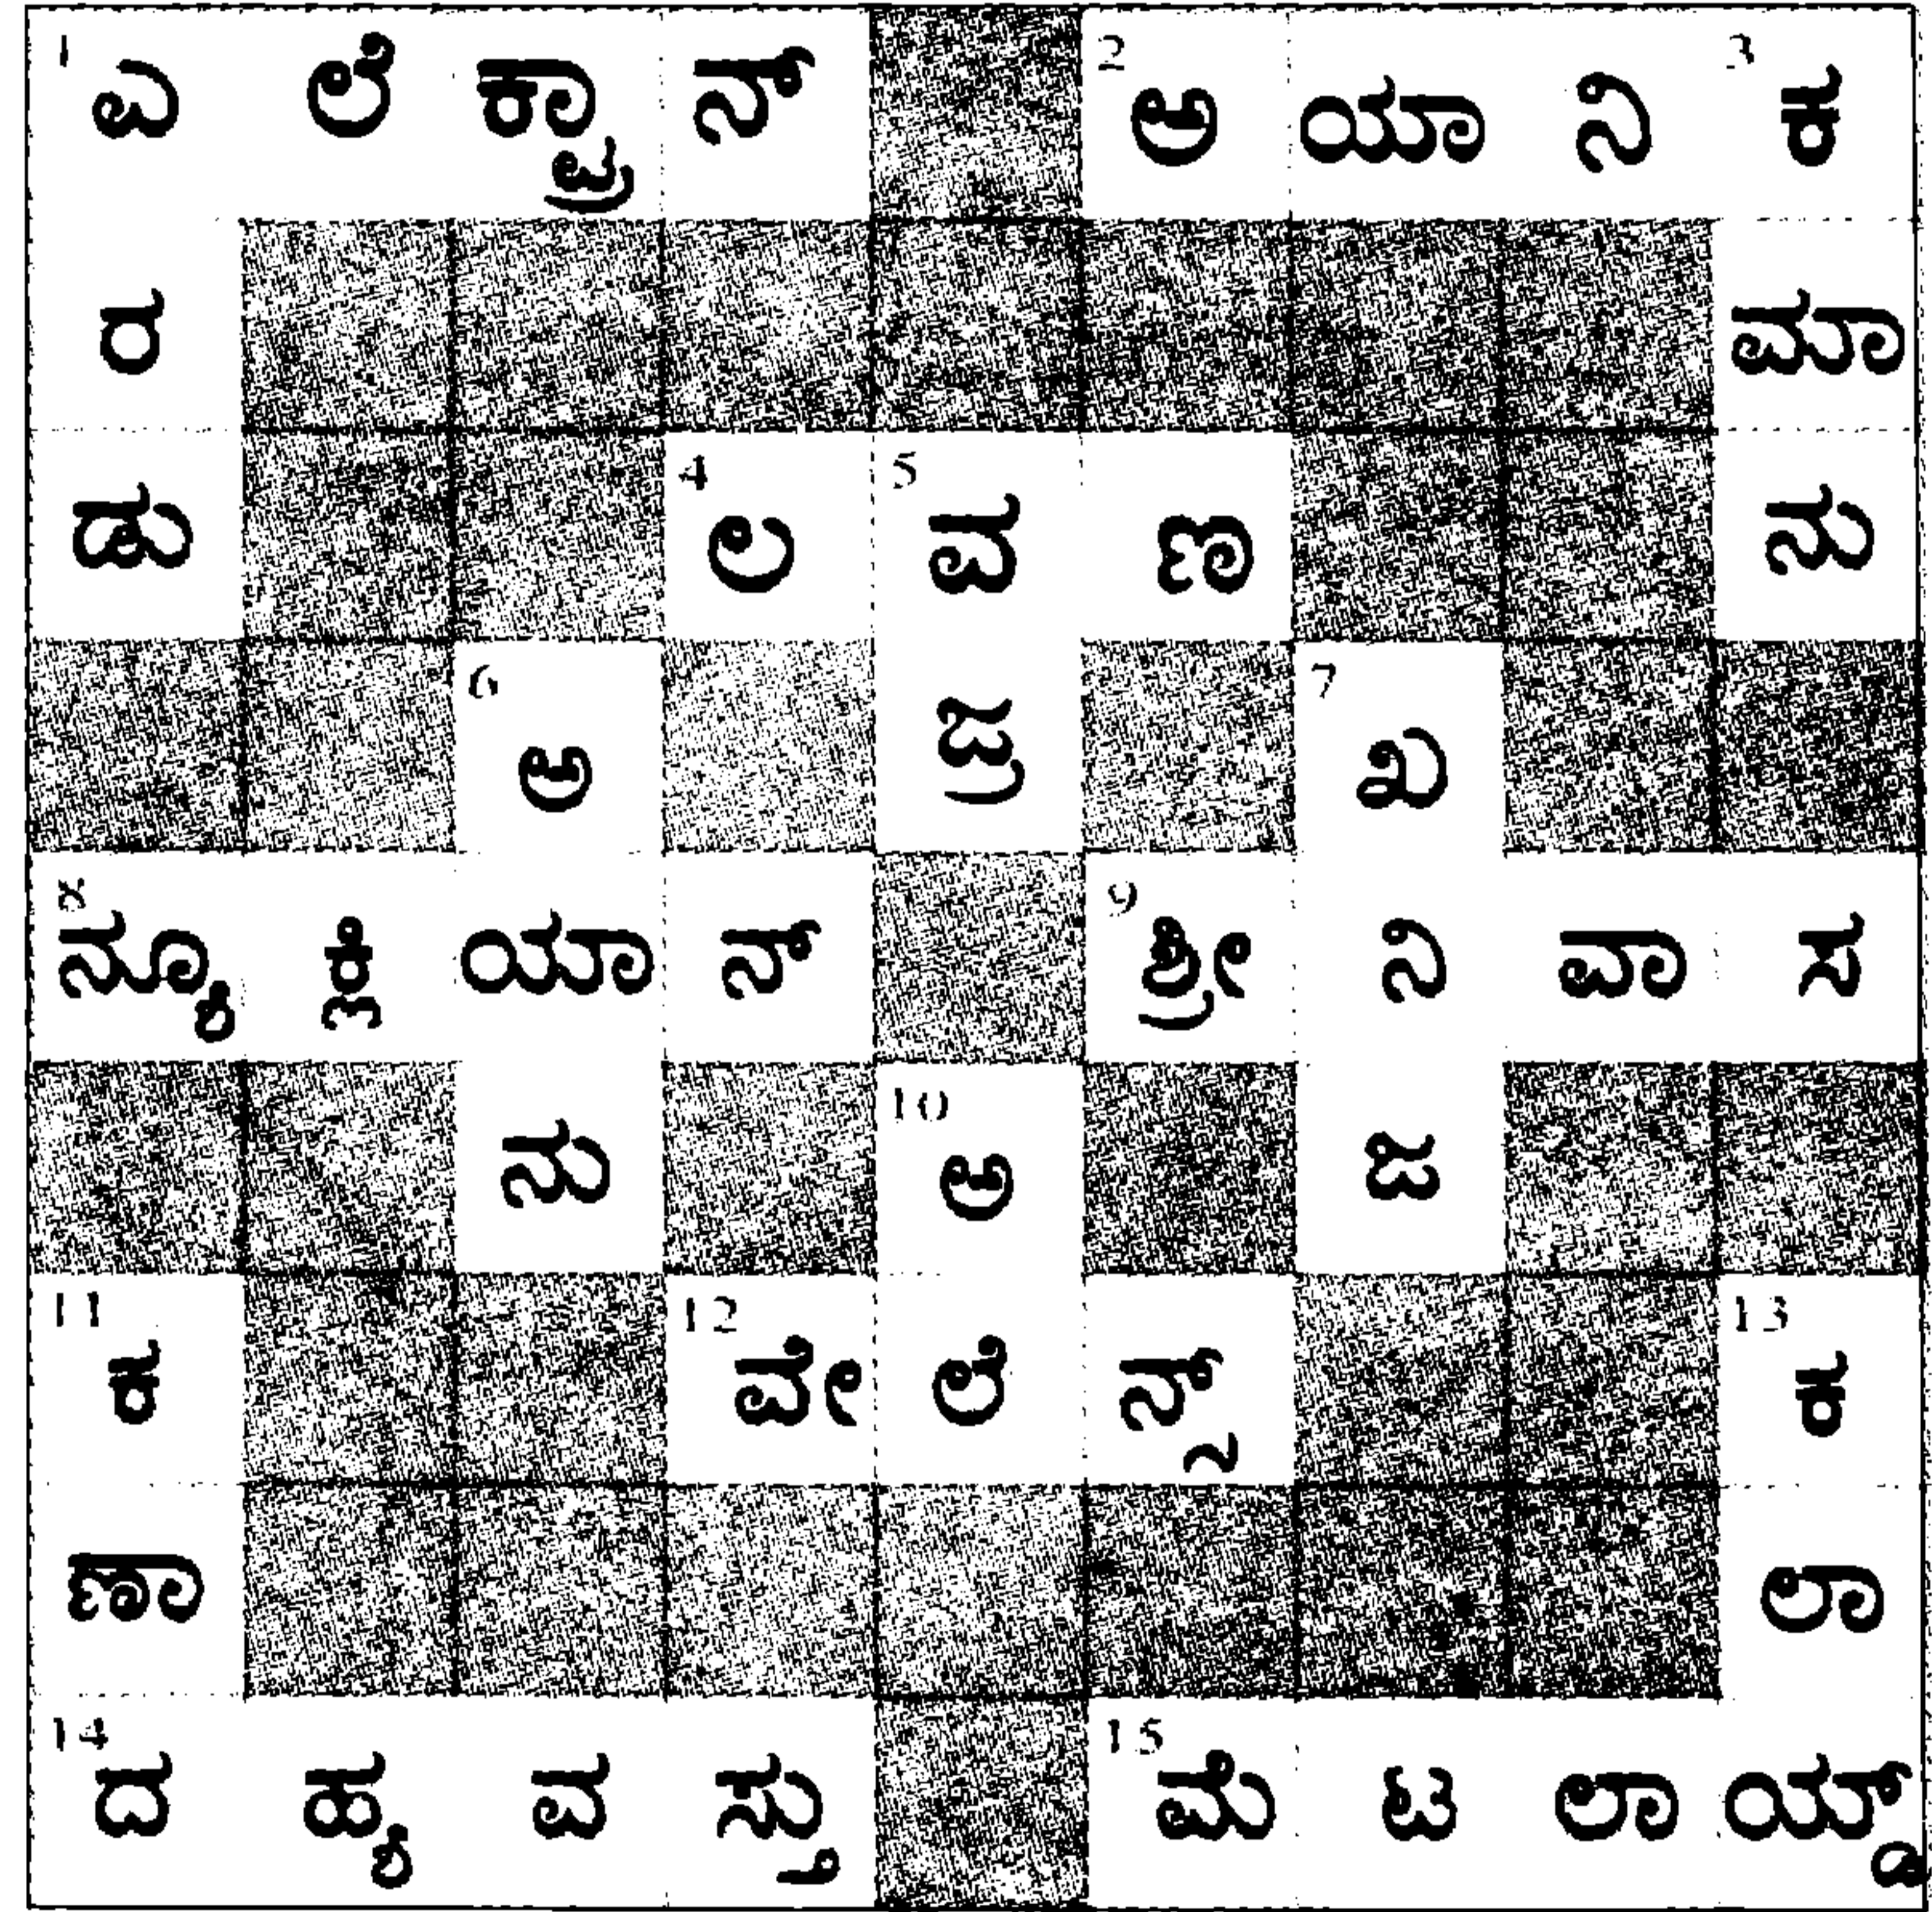 1 ಎ ಲೆ ಕ್ಟ್ರಾ ನ್ 2 ಅ ಯಾ ನಿ 3 ಕ
ರ ಮಾ
ಡು 4 ಲ 5 ವ ಣ ನು
6 ಅ ಜ್ರ 7 ಖ
8 ನ್ಯೂ ಕ್ಲಿ ಯಾ ನ್ 9 ಶ್ರೀ ನಿ ವಾ ಸ
ನು 10 ಅ ಜ
11 ಕ 12 ವೇ ಲೆ ನ್ಸ್ 13 ಕ
ಣಾ ಲಾ
14 ದ ಹ್ಯ ವ ಸ್ತು 15 ಮೆ ಟ ಲಾ ಯ್ಡ್